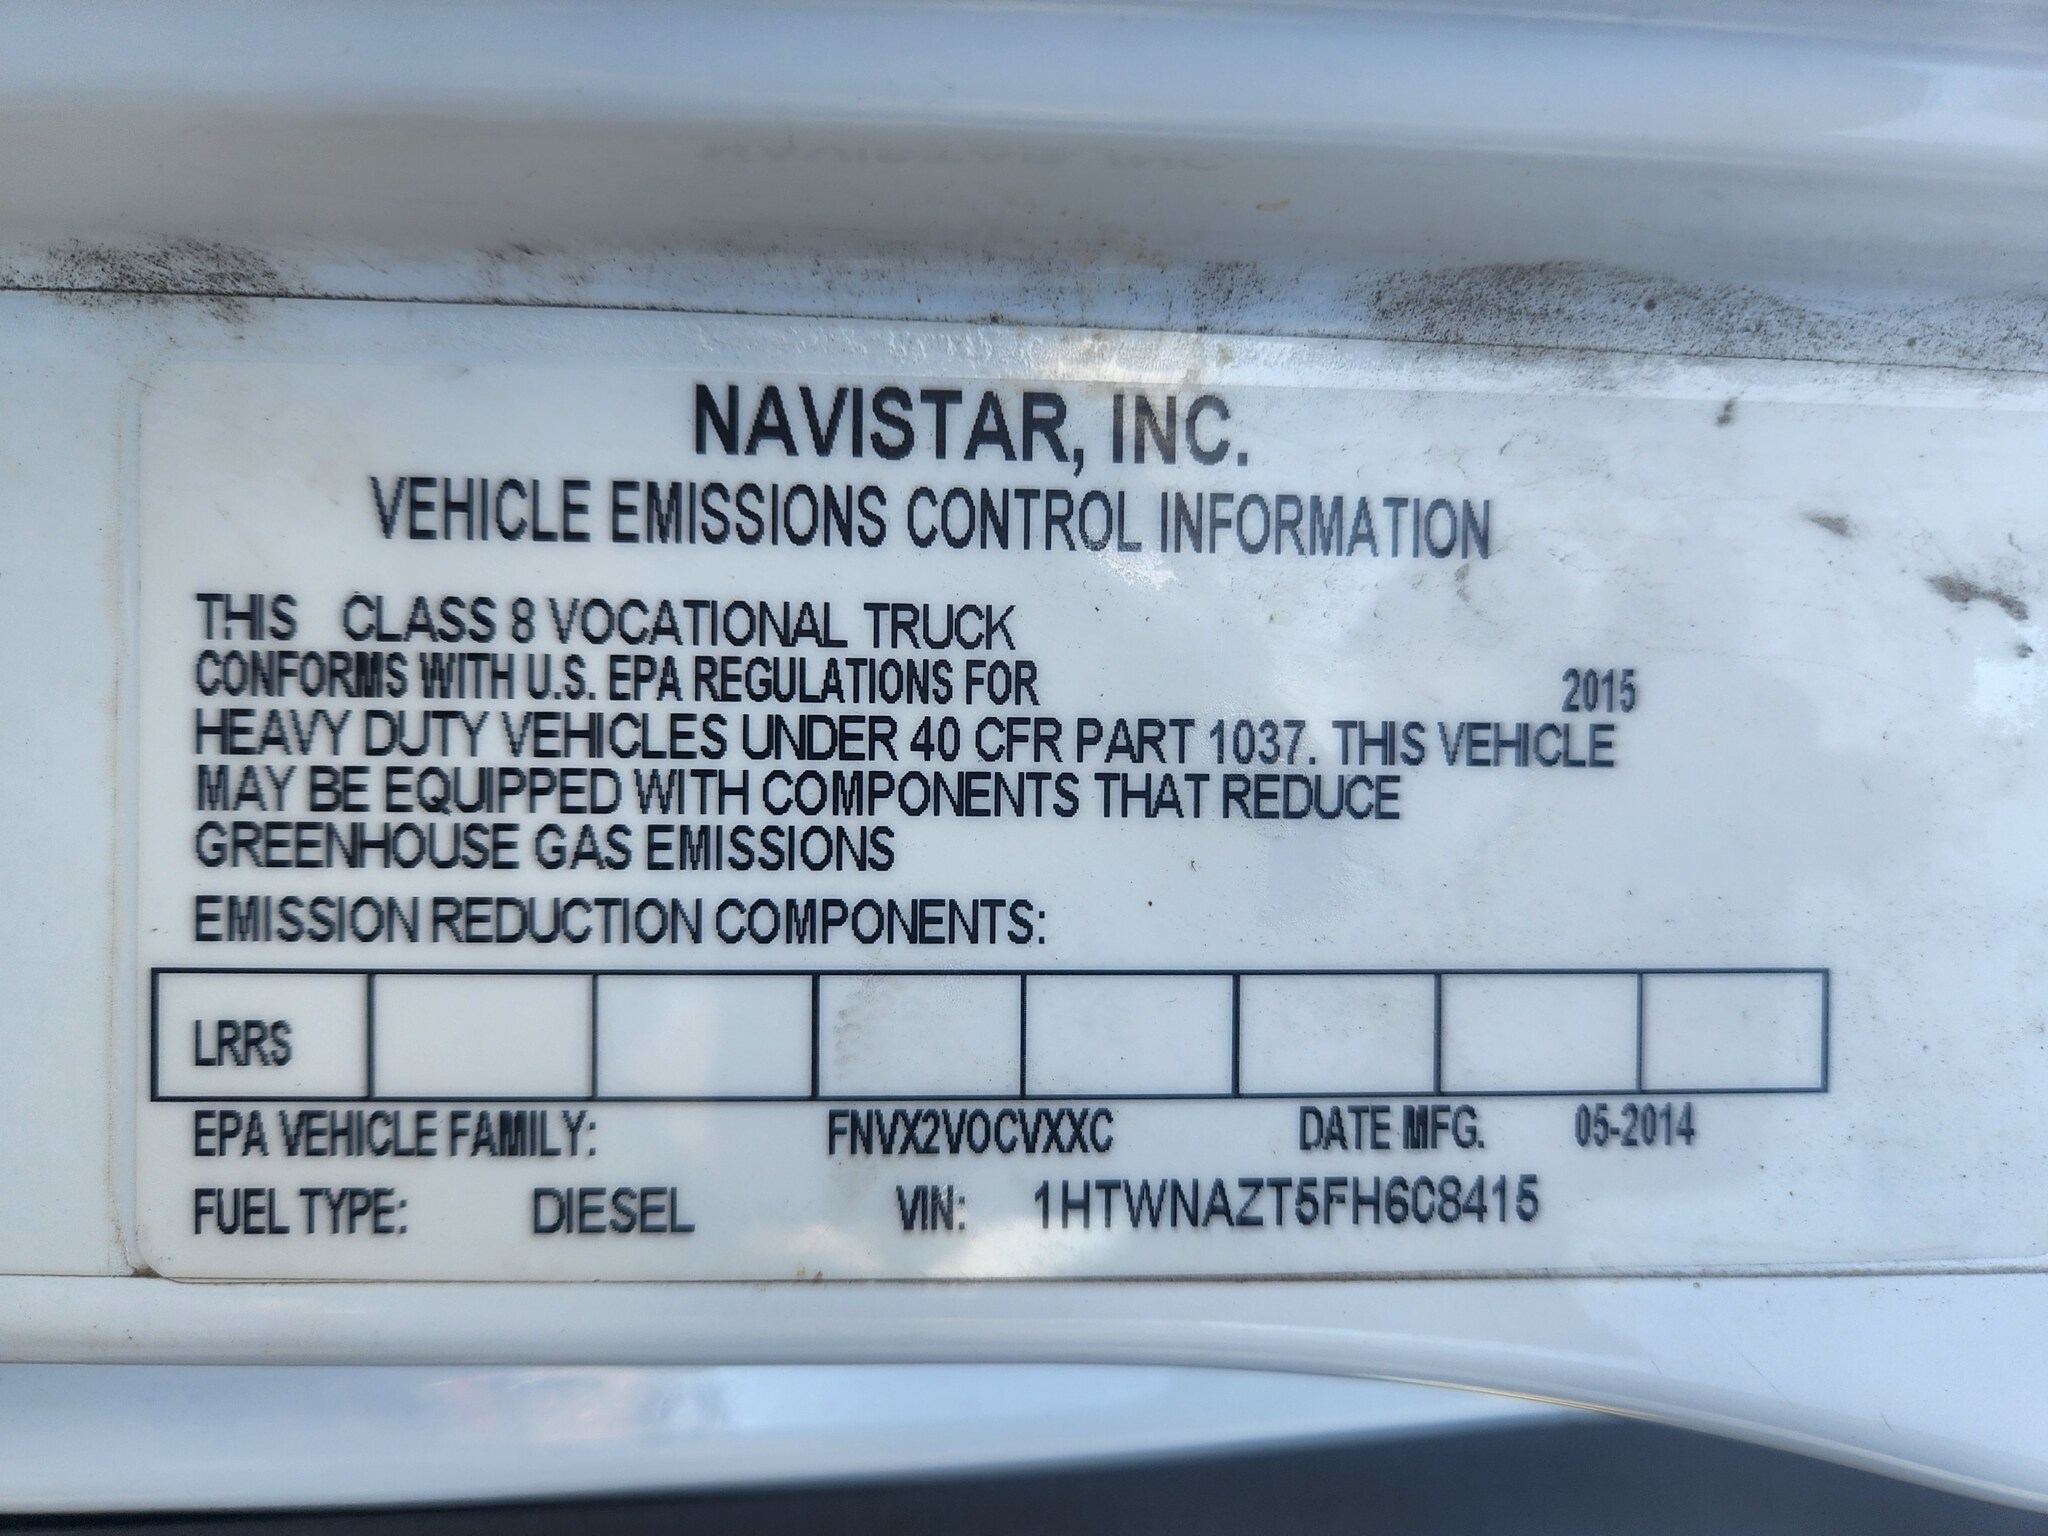 NAVISTAR, INC.
VEHICLE EMISSIONS CONTROL INFORMATION
THIS CLASS 8 VOCATIONAL TRUCK
CONFORMS WITH U.S. EPA REGULATIONS FOR 2015
HEAVY DUTY VEHICLES UNDER 40 CFR PART 1037. THIS VEHICLE
MAY BE EQUIPPED WITH COMPONENTS THAT REDUCE
GREENHOUSE GAS EMISSIONS
EMISSION REDUCTION COMPONENTS:
LRRS
EPA VEHICLE FAMILY: FNVX2VOCVXXC DATE MFG. 05-2014
FUEL TYPE: DIESEL VIN: 1HTWNAZT5FH6C8415